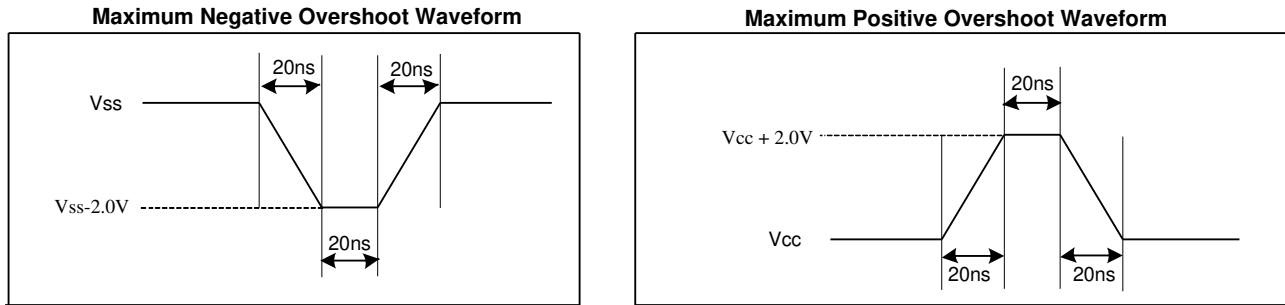 Maximum Negative Overshoot Waveform
20ns
20ns
Vss
Vss-2.0V
20ns
Maximum Positive Overshoot Waveform
20ns
Vcc + 2.0V
Vcc
20ns
20ns